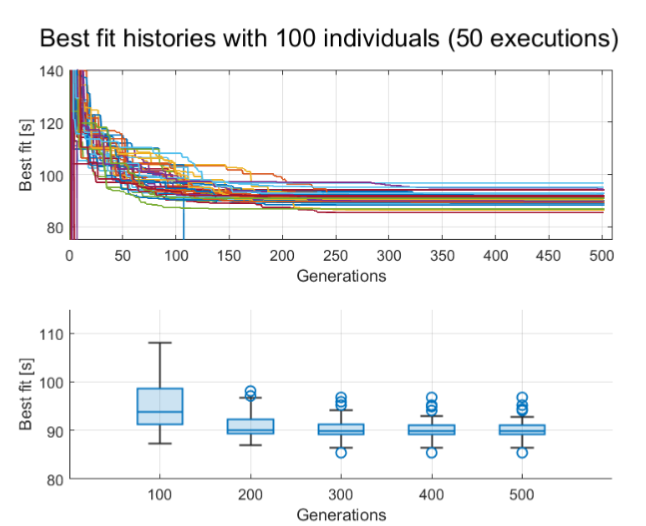 Best fit histories with 100 individuals (50 executions)
140
120
100
80
Best fit [s]
0 50 100 150 200 250 300 350 400 450 500
Generations
110
100
90
80
Best fit [s]
100 200 300 400 500
Generations